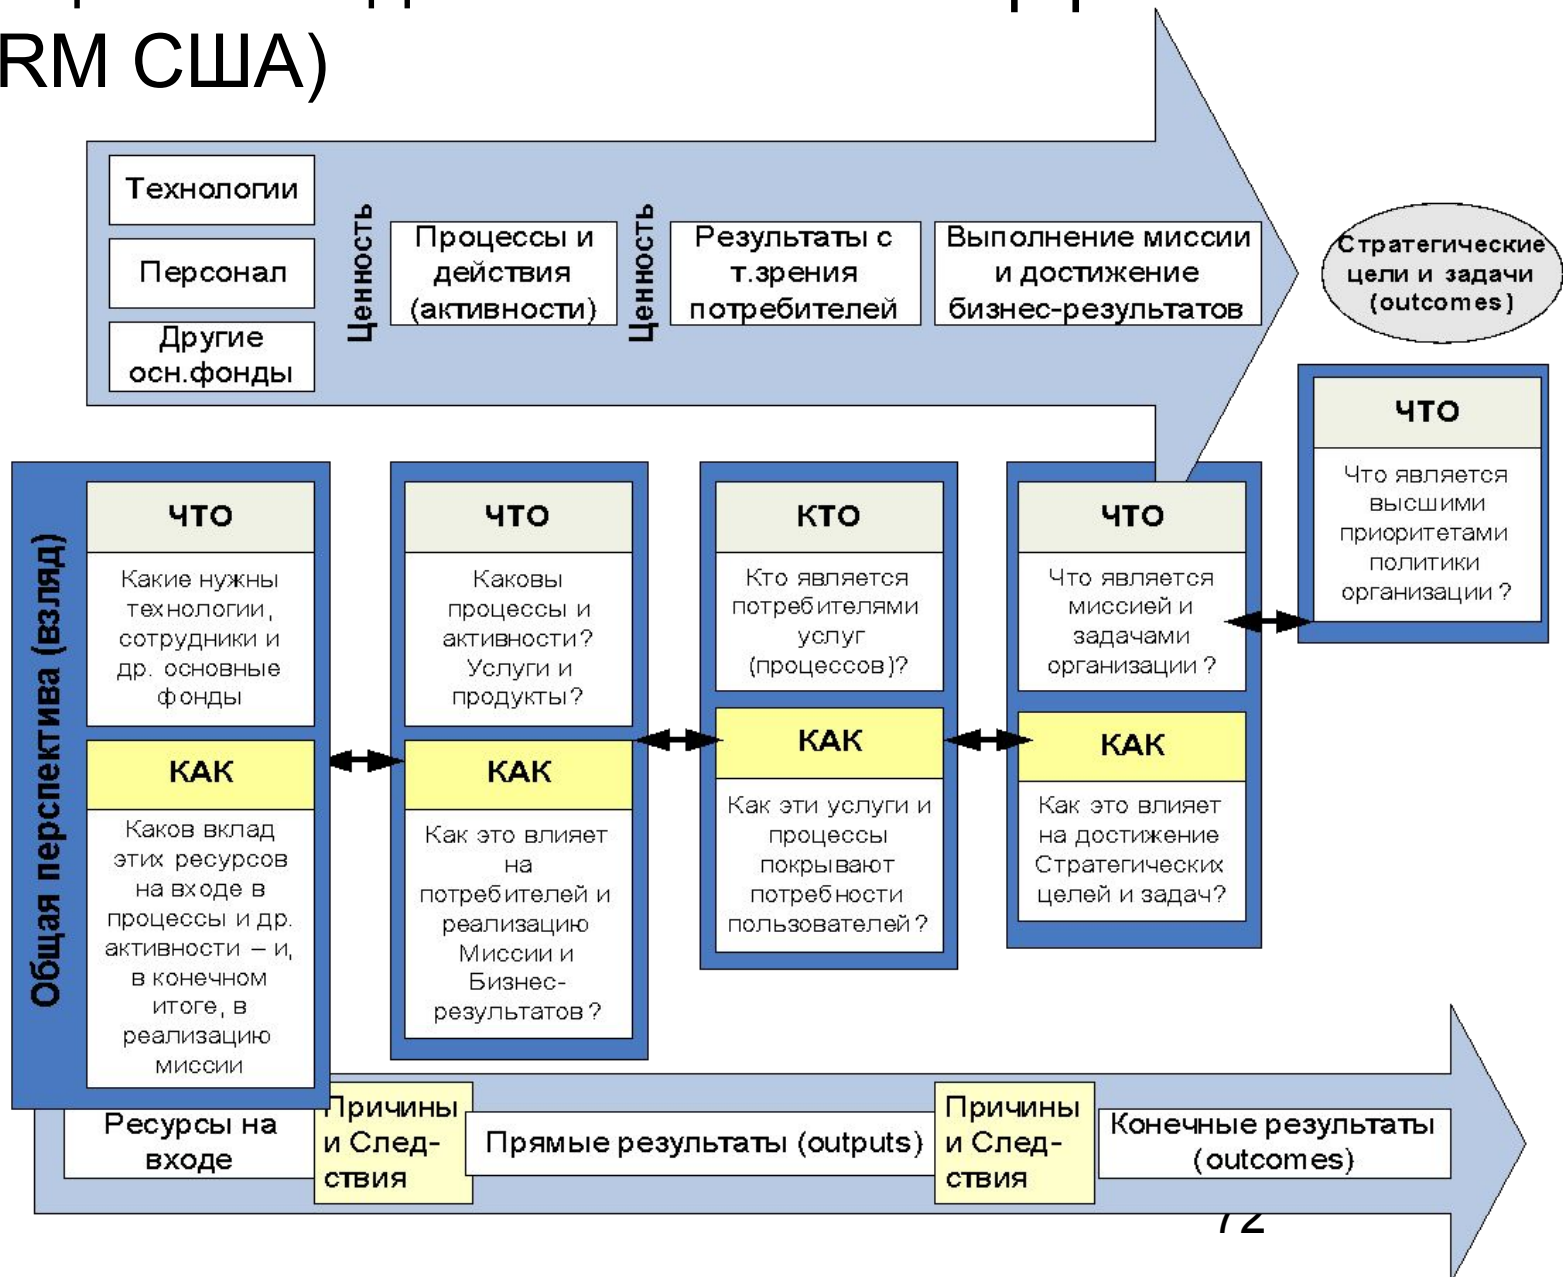 RM США)
Технологии
Персонал
Другие
осн.фонды
Ценность
Процессы и
действия
(активности)
Ценность
Результаты с
т.зрения
потребителей
Выполнение миссии
и достижение
бизнес-результатов
Стратегические
цели и задачи
(outcomes)
Общая перспектива (взгляд)
ЧТО
Какие нужны
технологии,
сотрудники и
др. основные
фонды
КАК
Каков вклад
этих ресурсов
на входе в
процессы и др.
активности – и,
в конечном
итоге, в
реализацию
миссии
ЧТО
Каковы
процессы и
активности?
Услуги и
продукты?
КАК
Как это влияет
на
потребителей и
реализацию
Миссии и
Бизнес-
результатов?
КТО
Кто является
потребителями
услуг
(процессов)?
КАК
Как эти услуги и
процессы
покрывают
потребности
пользователей?
ЧТО
Что является
миссией и
задачами
организации?
КАК
Как это влияет
на достижение
Стратегических
целей и задач?
ЧТО
Что является
высшими
приоритетами
политики
организации?
Ресурсы на
входе
Причины
и След-
ствия
Прямые результаты (outputs)
Причины
и След-
ствия
Конечные результаты
(outcomes)
72